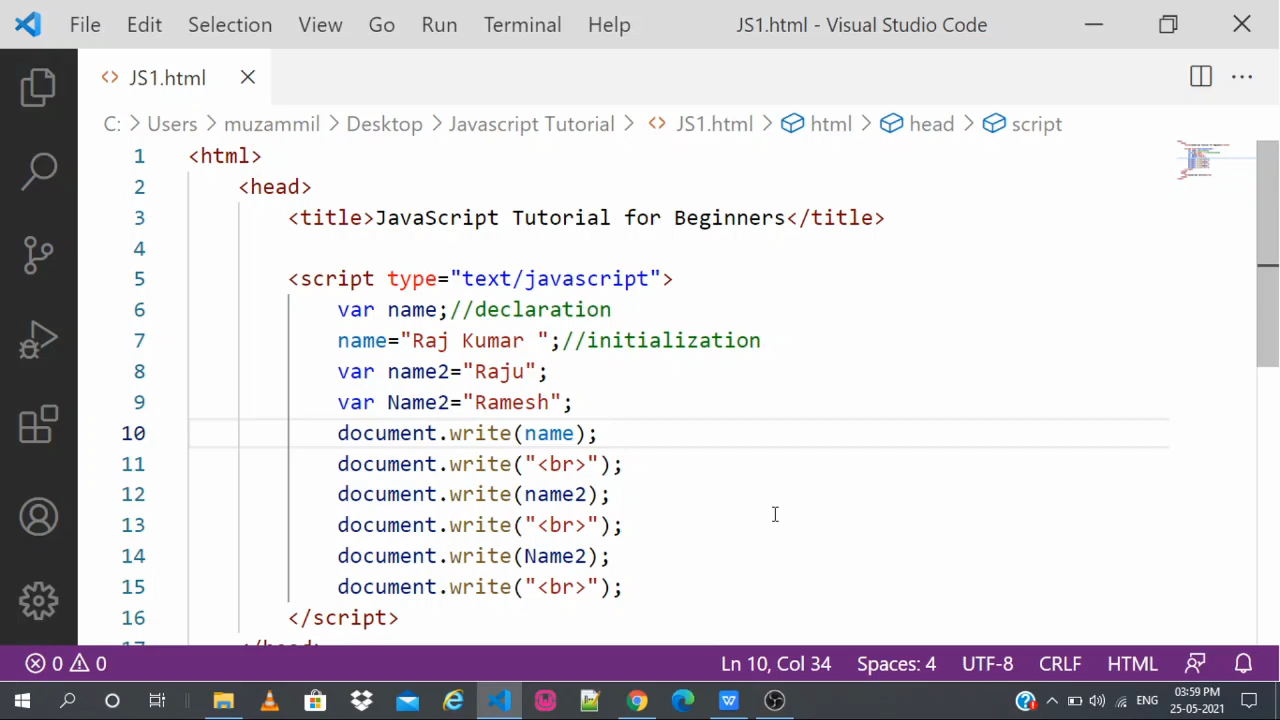 File Edit Selection View Go Run Terminal Help JS1.html - Visual Studio Code
JS1.html
C: > Users > muzammil > Desktop > Javascript Tutorial > JS1.html > html > head > script
1 <html>
2 <head>
3 <title>JavaScript Tutorial for Beginners</title>
4
5 <script type="text/javascript">
6 var name;//declaration
7 name="Raj Kumar ";//initialization
8 var name2="Raju";
9 var Name2="Ramesh";
10 document.write(name);
11 document.write("<br>");
12 document.write(name2);
13 document.write("<br>");
14 document.write(Name2);
15 document.write("<br>");
16 </script>
17 </head>
0 0 Ln 10, Col 34 Spaces: 4 UTF-8 CRLF HTML
ENG 03:59 PM
25-05-2021